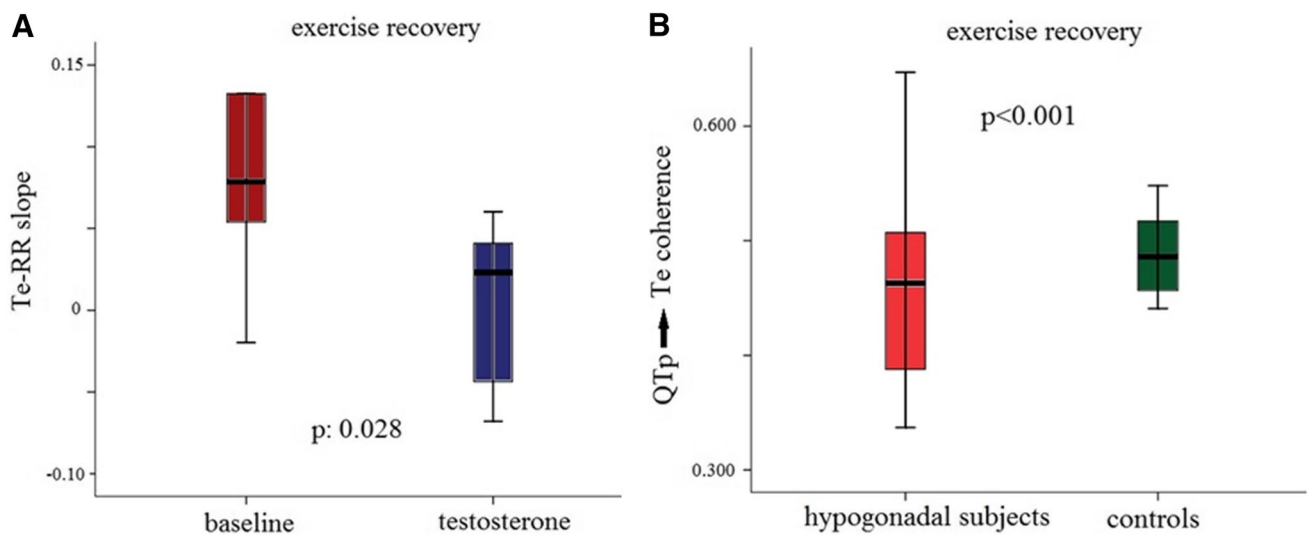 A
exercise recovery
0.15
0
-0.10
Te-RR slope
p: 0.028
baseline
testosterone
B
exercise recovery
p<0.001
0.600
0.300
QTp → Te coherence
hypogonadal subjects
controls